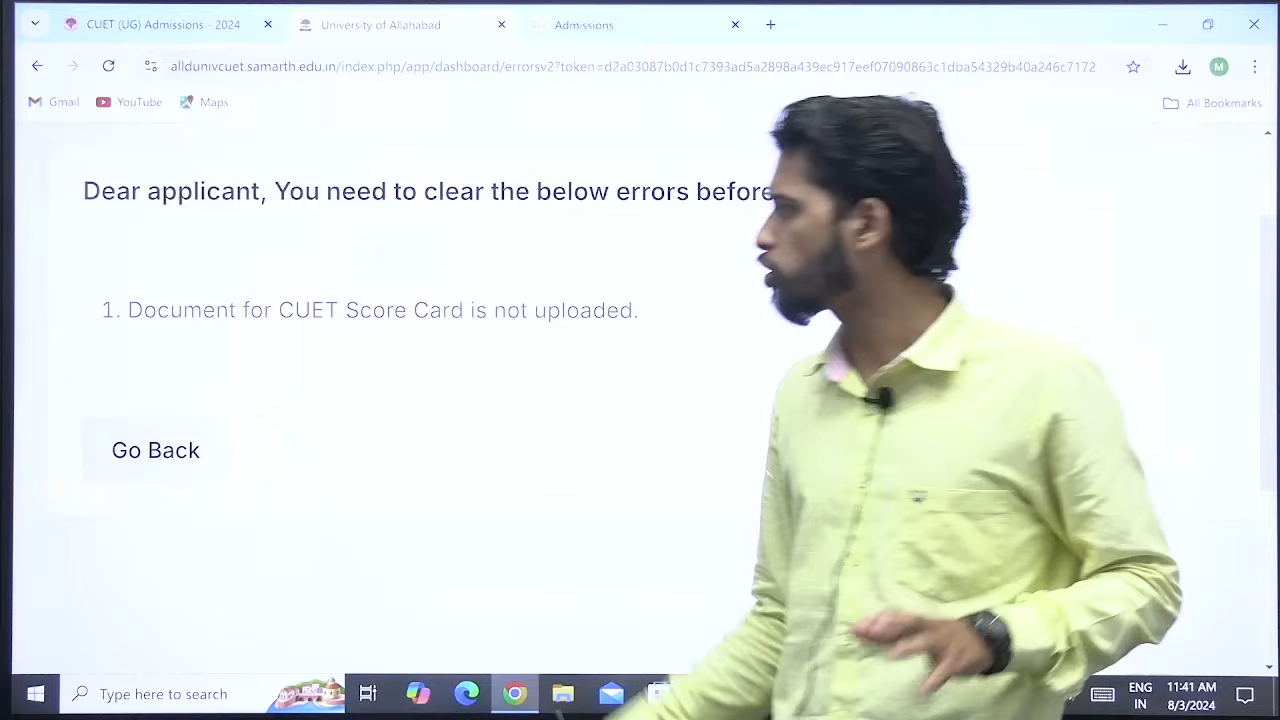 CUET (UG) Admissions - 2024
University of Allahabad
Admissions
alldunivcuet.samarth.edu.in/index.php/app/dashboard/errorsv2?token=d2a03087b0d1c7393ad5a2898a439ec917eef07090863c1dba54329b40a246c7172
M
Gmail
YouTube
Maps
All Bookmarks
Dear applicant, You need to clear the below errors before
1. Document for CUET Score Card is not uploaded.
Go Back
Type here to search
ENG
IN
11:41 AM
8/3/2024